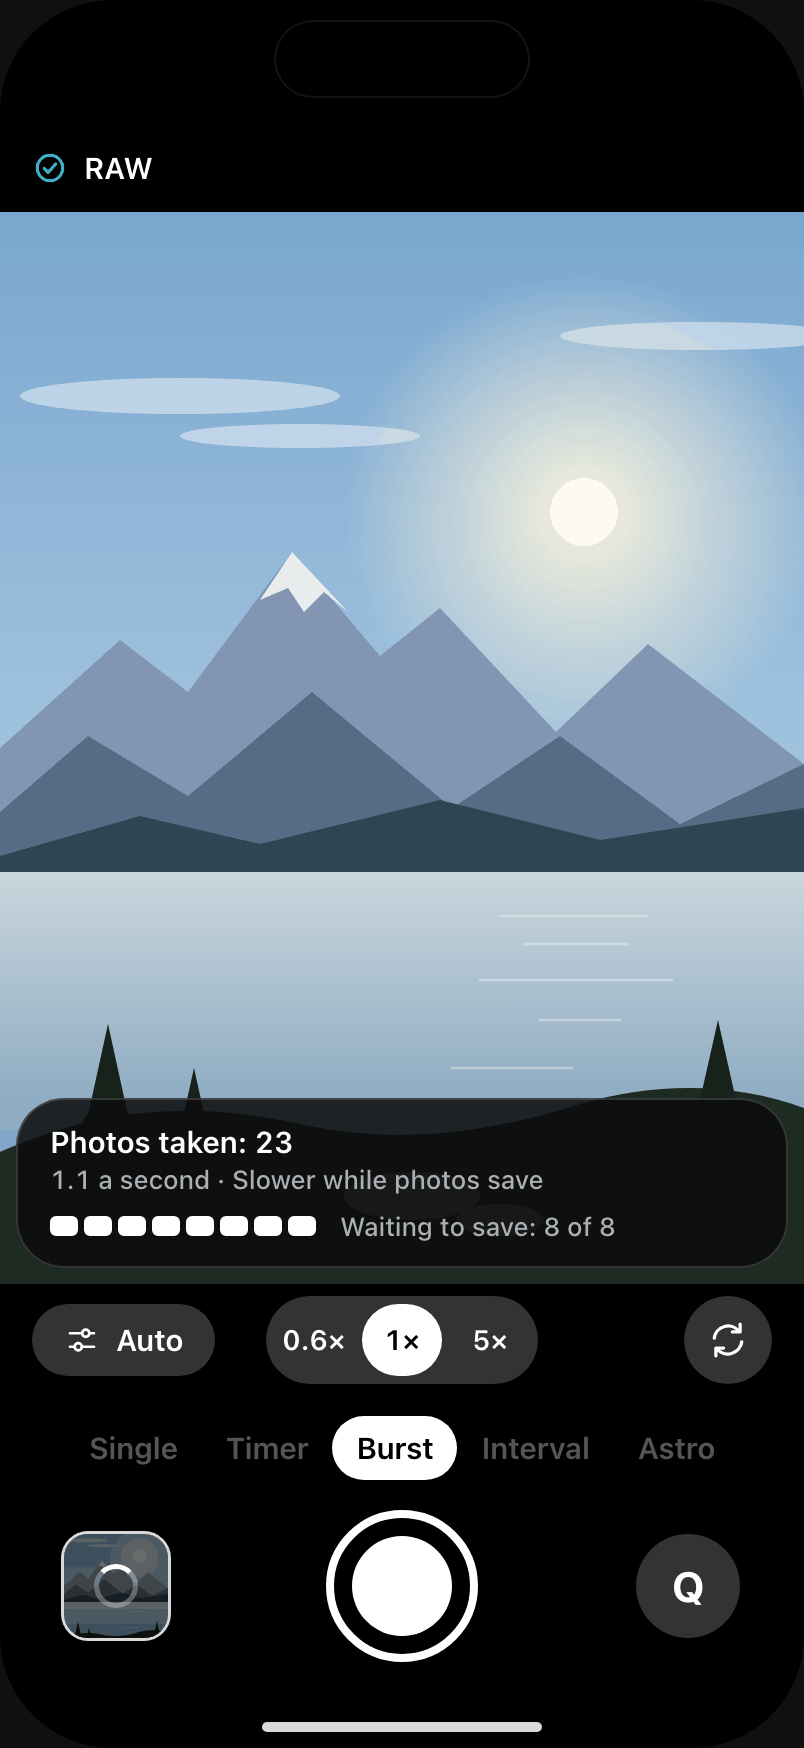 RAW
Photos taken: 23
1.1 a second · Slower while photos save
Waiting to save: 8 of 8
Auto
0.6×
1×
5×
Single
Timer
Burst
Interval
Astro
Q